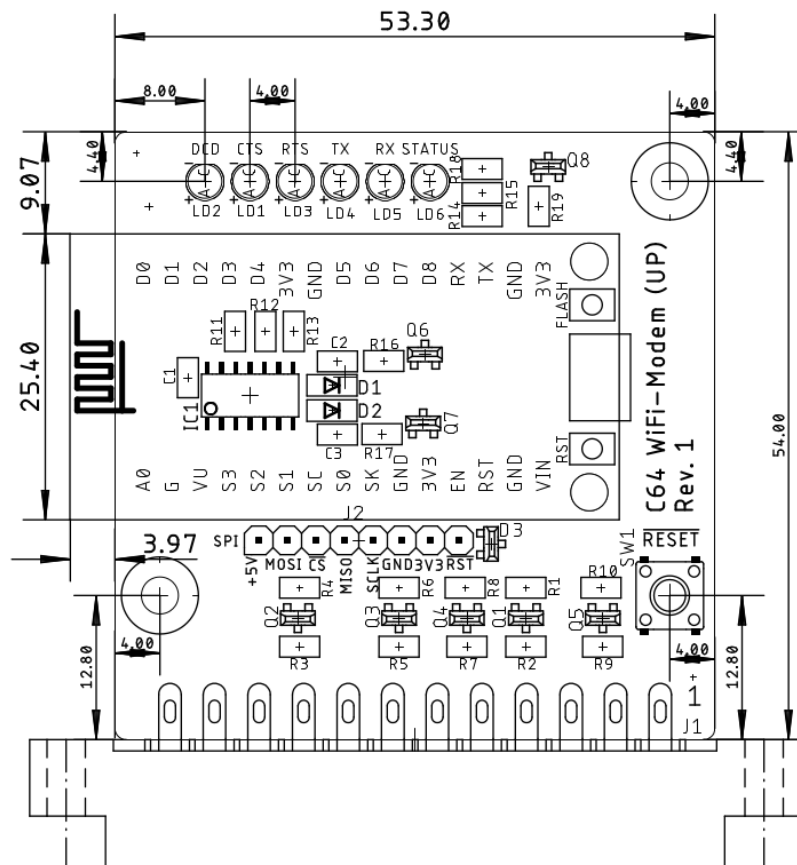 53.30
8.00
4.00
4.00
4.40
9.07
4.40
DCD CTS RTS TX RX STATUS
A C A C A C A C A C A C
LD2 LD1 LD3 LD4 LD5 LD6
R18
R15
R14
Q8
R19
D0 D1 D2 D3 D4 3V3 GND D5 D6 D7 D8 RX TX GND 3V3
FLASH
R11
R12
R13
C2
R16
Q6
C1
IC1
D1
D2
C3
R17
Q7
25.40
A0 G VU S3 S2 S1 SC S0 SK GND 3V3 EN RST GND VIN
RST
C64 WiFi-Modem (UP)
Rev. 1
54.00
J2
SPI
+5V MOSI CS MISO SCLK GND 3V3 RST
D3
SW1
RESET
3.97
R4
R6
R8
R1
R10
Q2
Q3
Q4
Q1
Q5
R3
R5
R7
R2
R9
4.00
12.80
4.00
12.80
1
J1